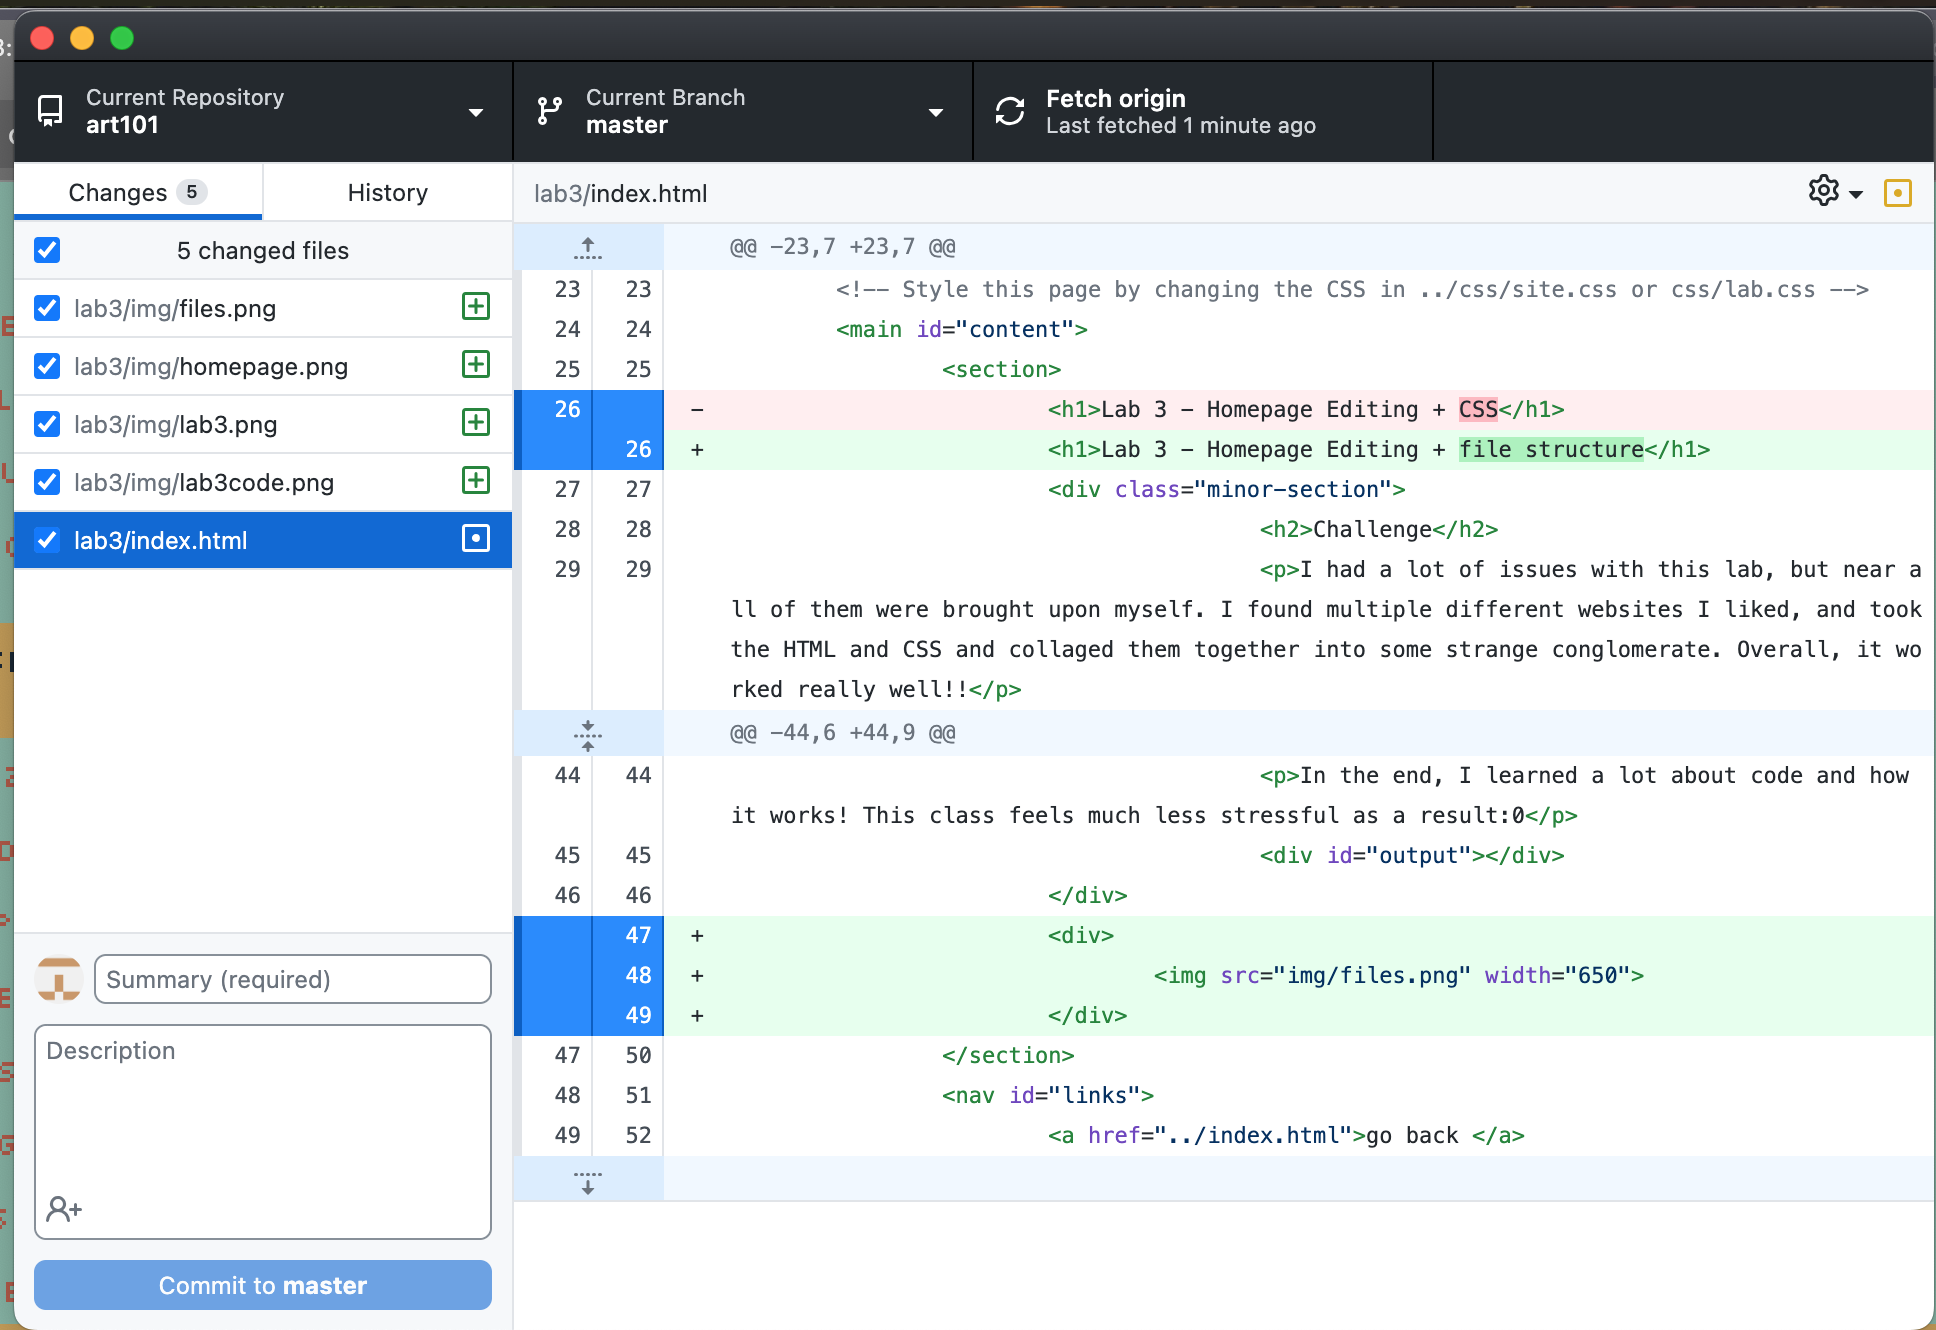 Current Repository
art101
Current Branch
master
Fetch origin
Last fetched 1 minute ago
Changes 5
History
5 changed files
lab3/img/files.png
lab3/img/homepage.png
lab3/img/lab3.png
lab3/img/lab3code.png
lab3/index.html
Summary (required)
Description
Commit to master
lab3/index.html
@@ -23,7 +23,7 @@
23 23 <!-- Style this page by changing the CSS in ../css/site.css or css/lab.css -->
24 24 <main id="content">
25 25 <section>
26 - <h1>Lab 3 - Homepage Editing + CSS</h1>
26 + <h1>Lab 3 - Homepage Editing + file structure</h1>
27 27 <div class="minor-section">
28 28 <h2>Challenge</h2>
29 29 <p>I had a lot of issues with this lab, but near a
ll of them were brought upon myself. I found multiple different websites I liked, and took
the HTML and CSS and collaged them together into some strange conglomerate. Overall, it wo
rked really well!!</p>
@@ -44,6 +44,9 @@
44 44 <p>In the end, I learned a lot about code and how
it works! This class feels much less stressful as a result:0</p>
45 45 <div id="output"></div>
46 46 </div>
47 + <div>
48 + <img src="img/files.png" width="650">
49 + </div>
47 50 </section>
48 51 <nav id="links">
49 52 <a href="../index.html">go back </a>